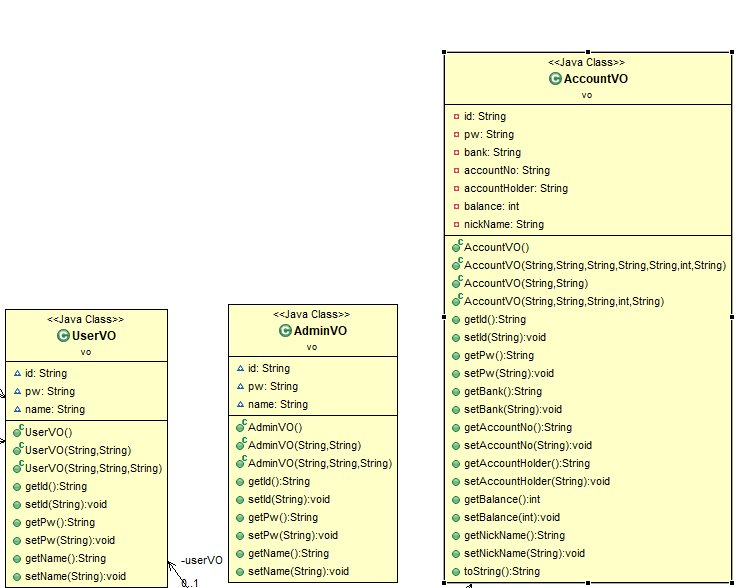 <<Java Class>>
UserVO
vo
id: String
pw: String
name: String
UserVO()
UserVO(String,String)
UserVO(String,String,String)
getId():String
setId(String):void
getPw():String
setPw(String):void
getName():String
setName(String):void
-userVO
0..1
<<Java Class>>
AdminVO
vo
id: String
pw: String
name: String
AdminVO()
AdminVO(String,String)
AdminVO(String,String,String)
getId():String
setId(String):void
getPw():String
setPw(String):void
getName():String
setName(String):void
<<Java Class>>
AccountVO
vo
id: String
pw: String
bank: String
accountNo: String
accountHolder: String
balance: int
nickName: String
AccountVO()
AccountVO(String,String,String,String,String,int,String)
AccountVO(String,String)
AccountVO(String,String,String,int,String)
getId():String
setId(String):void
getPw():String
setPw(String):void
getBank():String
setBank(String):void
getAccountNo():String
setAccountNo(String):void
getAccountHolder():String
setAccountHolder(String):void
getBalance():int
setBalance(int):void
getNickName():String
setNickName(String):void
toString():String